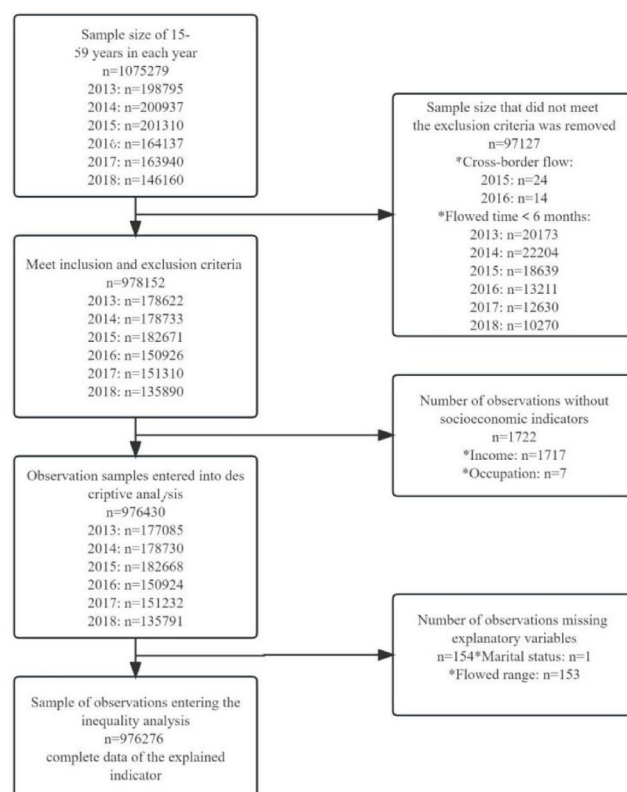 Sample size of 15-
59 years in each year
n=1075279
2013: n=198795
2014: n=200937
2015: n=201310
2016: n=164137
2017: n=163940
2018: n=146160
Sample size that did not meet
the exclusion criteria was removed
n=97127
*Cross-border flow:
2015: n=24
2016: n=14
*Flowed time < 6 months:
2013: n=20173
2014: n=22204
2015: n=18639
2016: n=13211
2017: n=12630
2018: n=10270
Meet inclusion and exclusion criteria
n=978152
2013: n=178622
2014: n=178733
2015: n=182671
2016: n=150926
2017: n=151310
2018: n=135890
Number of observations without
socioeconomic indicators
n=1722
*Income: n=1717
*Occupation: n=7
Observation samples entered into des
criptive analysis
n=976430
2013: n=177085
2014: n=178730
2015: n=182668
2016: n=150924
2017: n=151232
2018: n=135791
Number of observations missing
explanatory variables
n=154*Marital status: n=1
*Flowed range: n=153
Sample of observations entering the
inequality analysis
n=976276
complete data of the explained
indicator